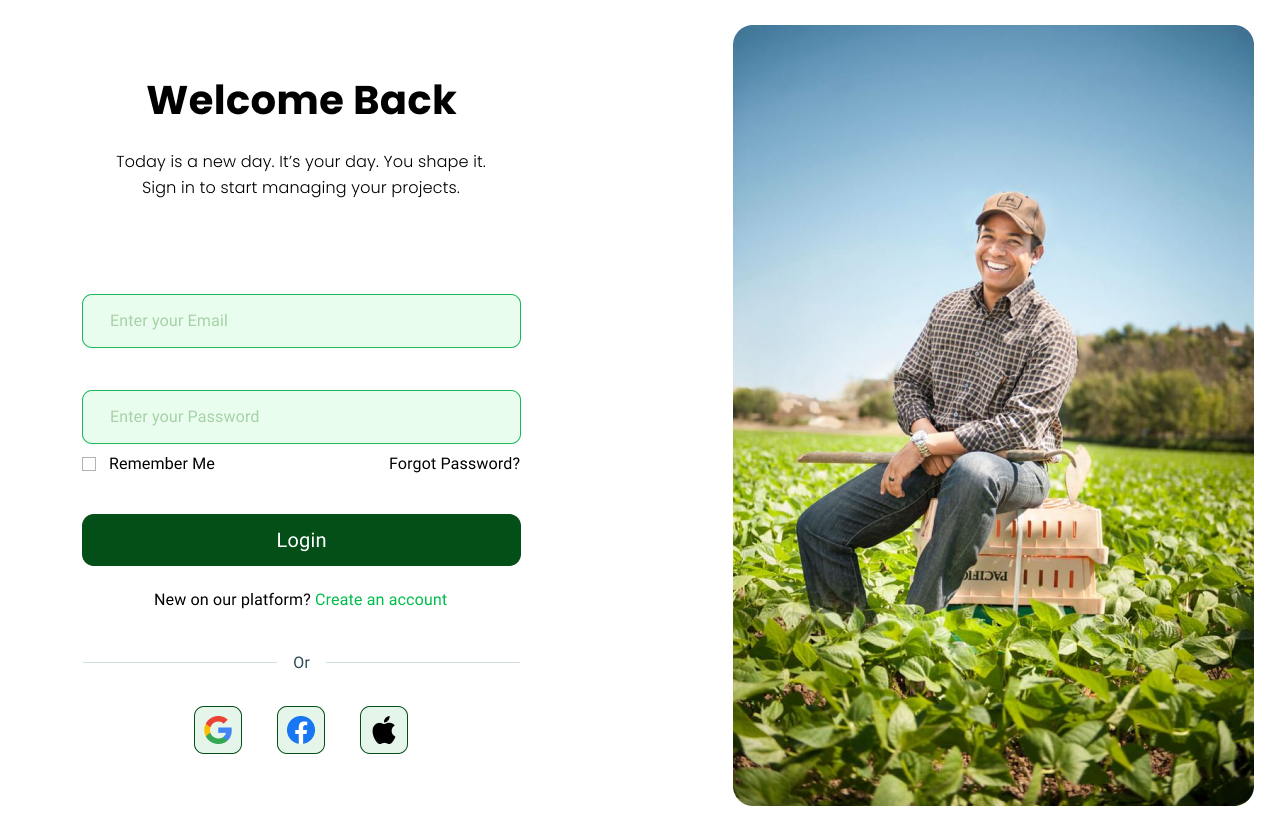 Welcome Back
Today is a new day. It’s your day. You shape it.
Sign in to start managing your projects.
Enter your Email
Enter your Password
Remember Me
Forgot Password?
Login
New on our platform? Create an account
Or
PACIFIC